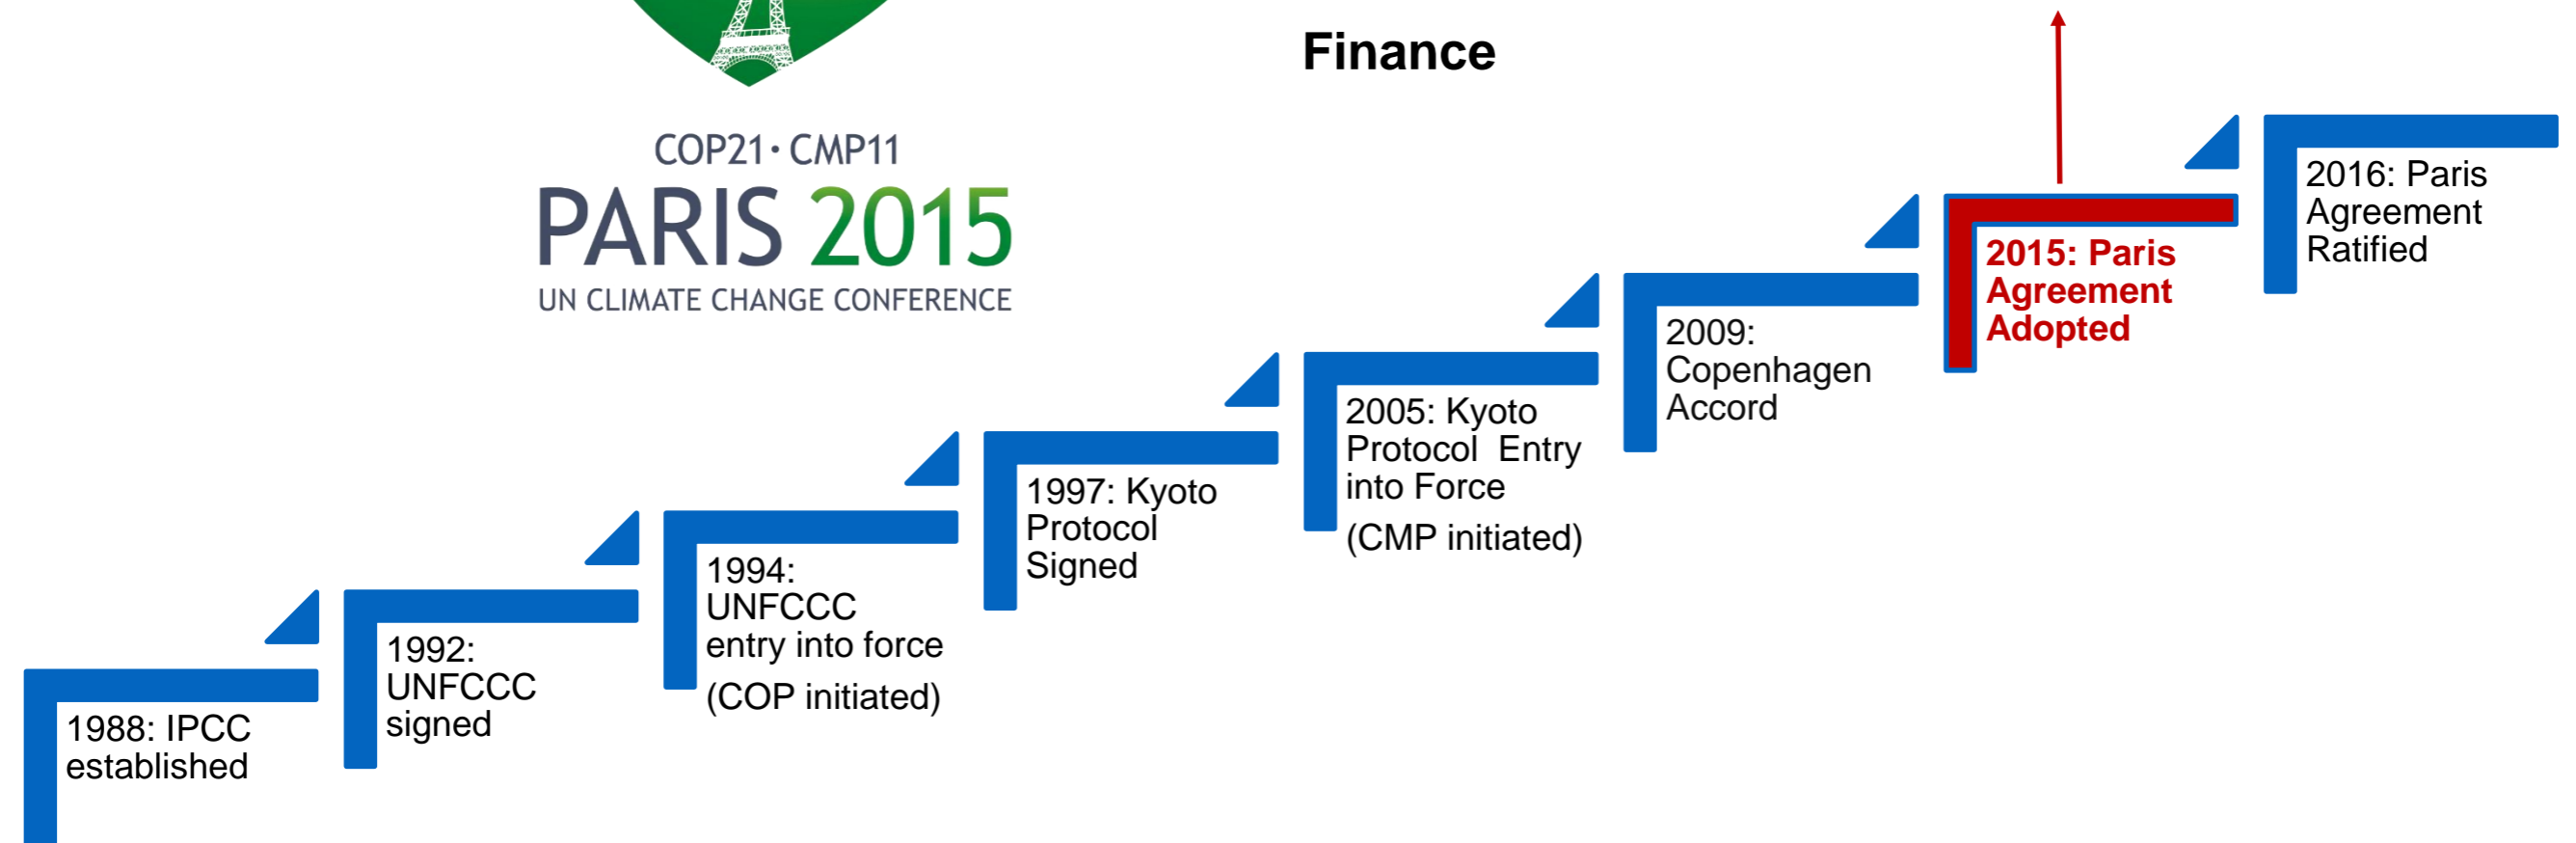 Finance
COP21· CMP11
PARIS 2015
UN CLIMATE CHANGE CONFERENCE
1988: IPCC
established
1992:
UNFCCC
signed
1994:
UNFCCC
entry into force
(COP initiated)
1997: Kyoto
Protocol
Signed
2005: Kyoto
Protocol  Entry
into Force
(CMP initiated)
2009:
Copenhagen
Accord
2015: Paris
Agreement
Adopted
2016: Paris
Agreement
Ratified